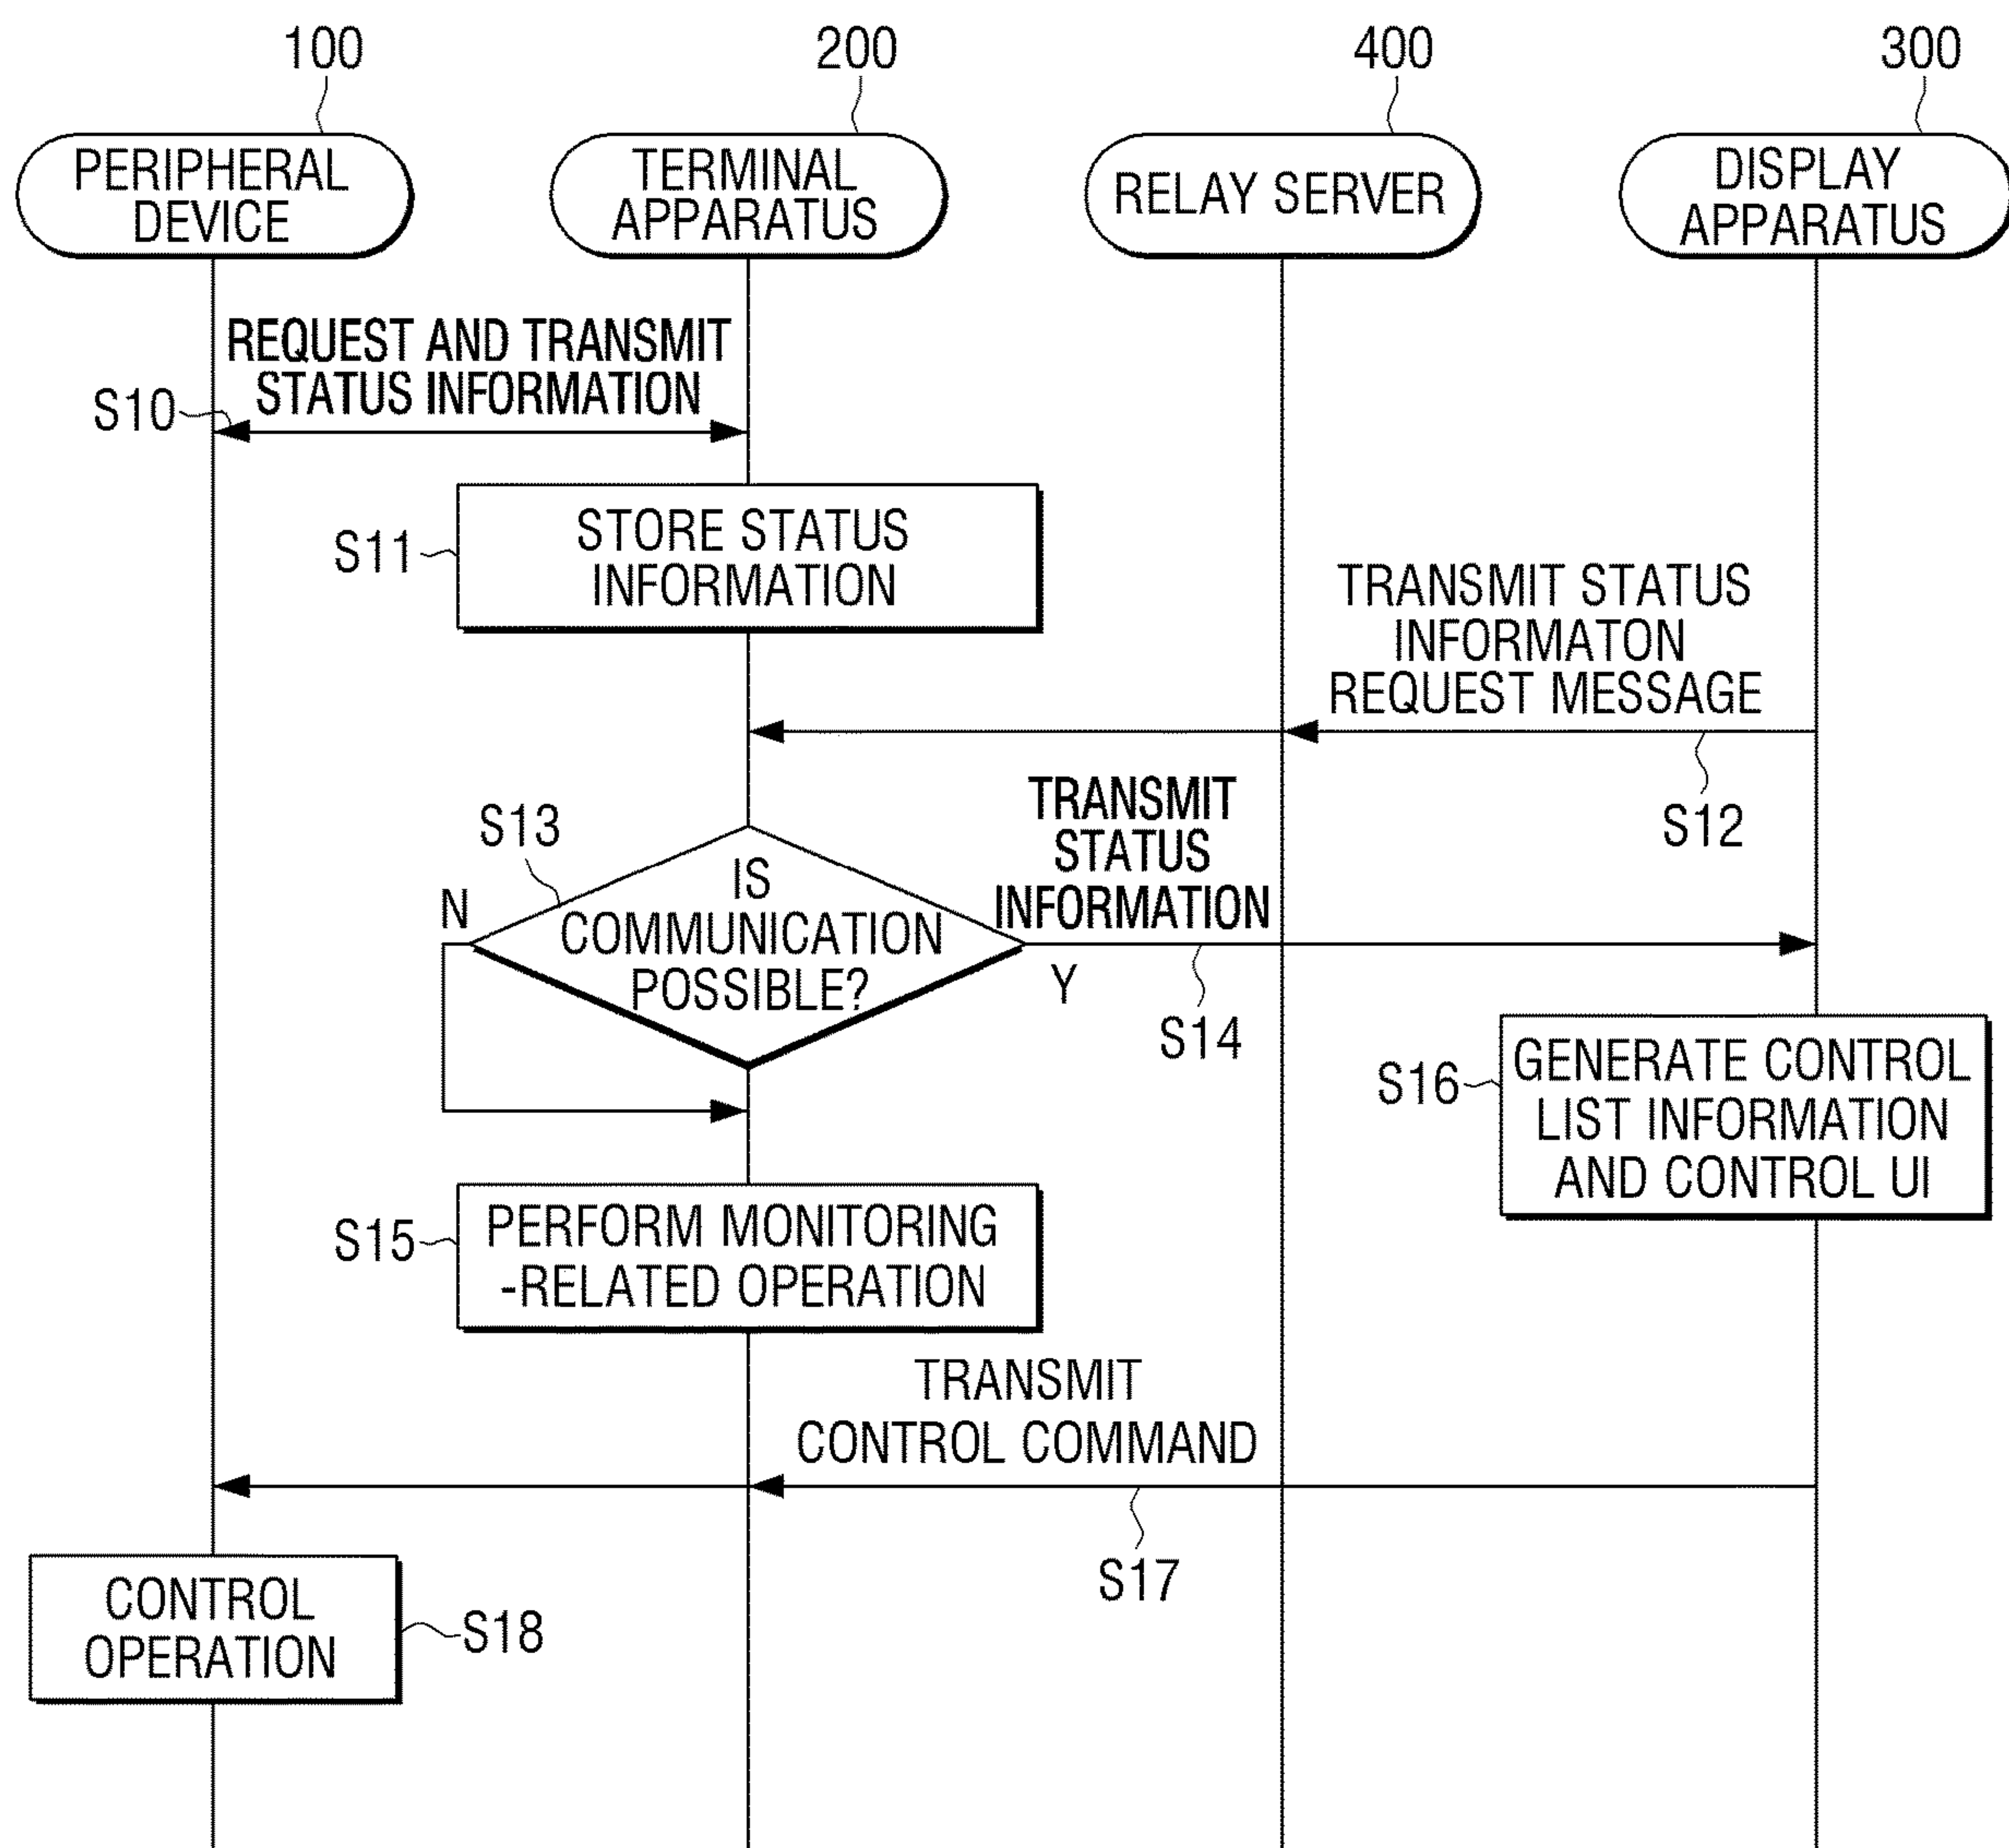 100
200
400
300
PERIPHERAL
DEVICE
TERMINAL
APPARATUS
RELAY SERVER
DISPLAY
APPARATUS
REQUEST AND TRANSMIT
STATUS INFORMATION
S10
STORE STATUS
INFORMATION
S11
TRANSMIT STATUS
INFORMATON
REQUEST MESSAGE
S12
S13
IS
COMMUNICATION
POSSIBLE?
N
Y
TRANSMIT
STATUS
INFORMATION
S14
S16
GENERATE CONTROL
LIST INFORMATION
AND CONTROL UI
S15
PERFORM MONITORING
-RELATED OPERATION
TRANSMIT
CONTROL COMMAND
S17
CONTROL
OPERATION
S18